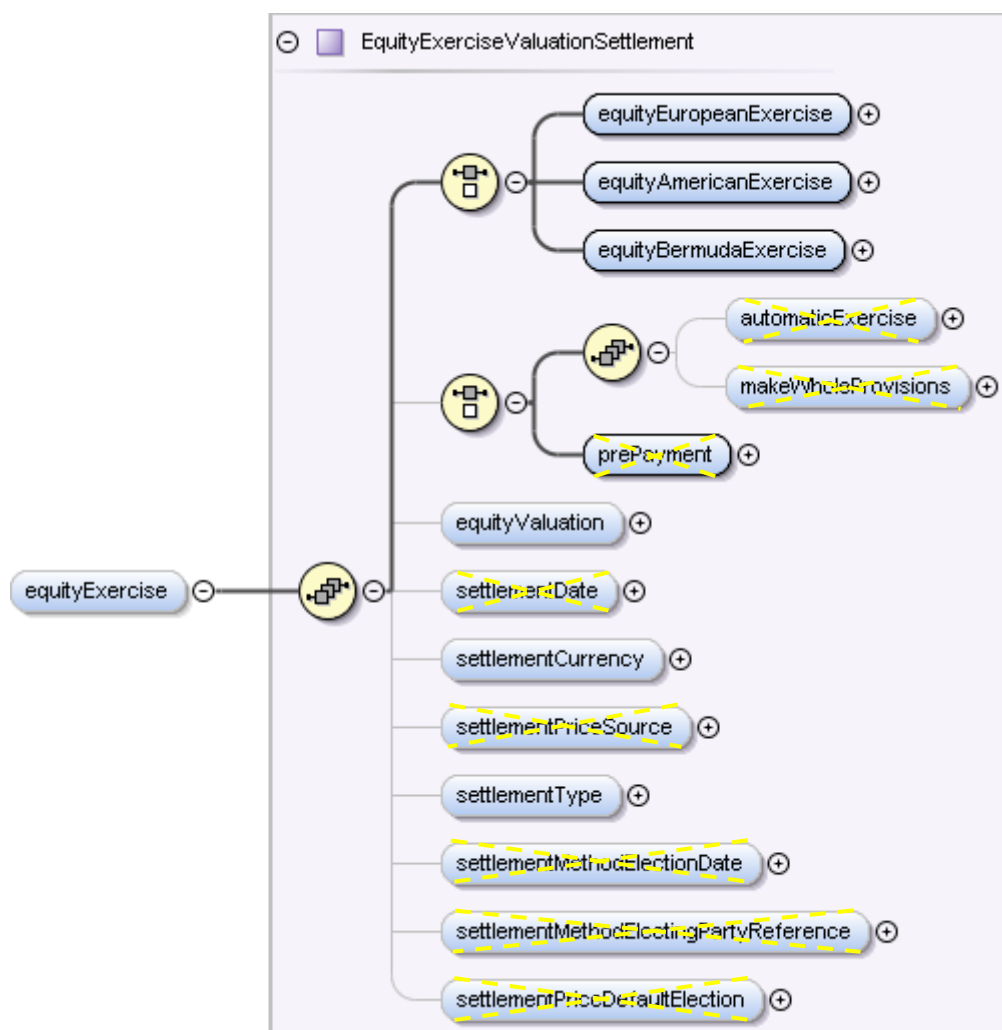 EquityExerciseValuationSettlement
equityEuropeanExercise
equityAmericanExercise
equityBermudaExercise
automaticExercise
makeWholeProvisions
prePayment
equityValuation
equityExercise
settlementDate
settlementCurrency
settlementPriceSource
settlementType
settlementMethodElectionDate
settlementMethodElectingPartyReference
settlementPriceDefaultElection